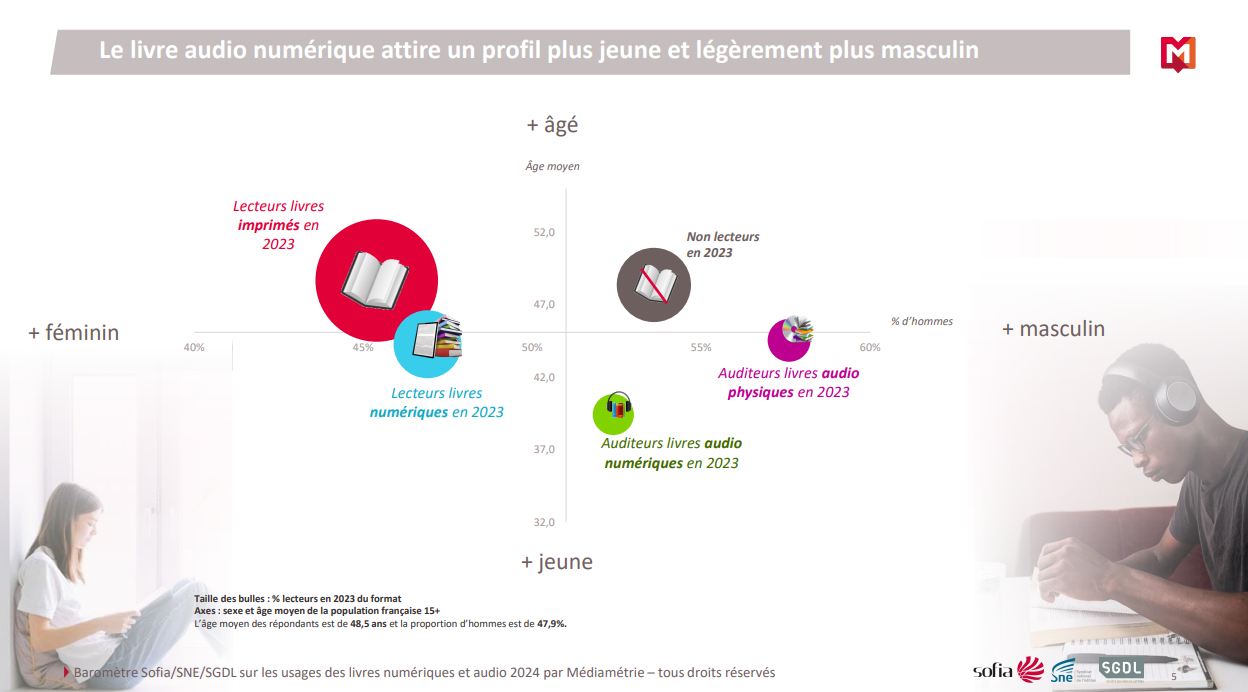 Le livre audio numérique attire un profil plus jeune et légèrement plus masculin
+ âgé
Âge moyen
Lecteurs livres
imprimés en
2023
52,0
Non lecteurs
en 2023
47,0
+ féminin
% d’hommes
+ masculin
40%
45%
50%
55%
60%
42,0
Auditeurs livres audio
physiques en 2023
Lecteurs livres
numériques en 2023
37,0
Auditeurs livres audio
numériques en 2023
32,0
+ jeune
Taille des bulles : % lecteurs en 2023 du format
Axes : sexe et âge moyen de la population française 15+
L’âge moyen des répondants est de 48,5 ans et la proportion d’hommes est de 47,9%.
Baromètre Sofia/SNE/SGDL sur les usages des livres numériques et audio 2024 par Médiamétrie – tous droits réservés
sofia
Sne
SGDL
5